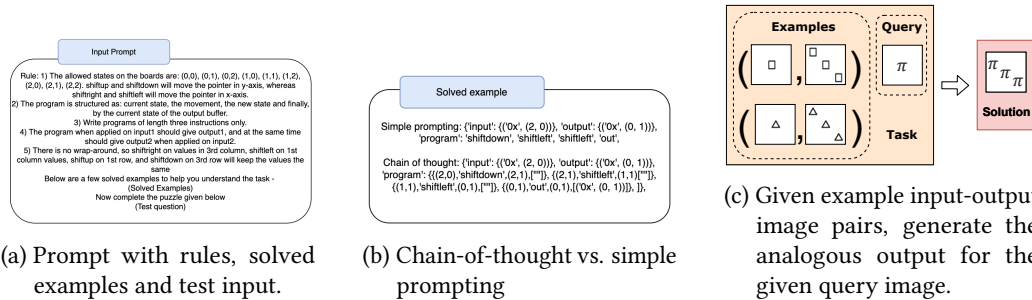 Input Prompt
Rule: 1) The allowed states on the boards are: (0,0), (0,1), (0,2), (1,0), (1,1), (1,2),
(2,0), (2,1), (2,2). shiftup and shiftdown will move the pointer in y-axis, whereas
shiftright and shiftleft will move the pointer in x-axis.
2) The program is structured as: current state, the movement, the new state and finally,
by the current state of the output buffer.
3) Write programs of length three instructions only.
4) The program when applied on input1 should give output1, and at the same time
should give output2 when applied on input2.
5) There is no wrap-around, so shiftright on values in 3rd column, shiftleft on 1st
column values, shiftup on 1st row, and shiftdown on 3rd row will keep the values the
same
Below are a few solved examples to help you understand the task -
(Solved Examples)
Now complete the puzzle given below
(Test question)
(a) Prompt with rules, solved
examples and test input.
Solved example
Simple prompting: {'input': {('0x', (2, 0))}, 'output': {('0x', (0, 1))},
'program': 'shiftdown', 'shiftleft', 'shiftleft', 'out',
Chain of thought: {'input': {('0x', (2, 0))}, 'output': {('0x', (0, 1))},
'program': {{(2,0),'shiftdown',(2,1),[""]}, {(2,1),'shiftleft',(1,1)[""]},
{(1,1),'shiftleft',(0,1),[""]}, {(0,1),'out',(0,1),[('0x', (0, 1))]}, ]},
(b) Chain-of-thought vs. simple
prompting
Examples
Query
( , )
π
( , )
Task
π
π
π
Solution
(c) Given example input-output
image pairs, generate the
analogous output for the
given query image.